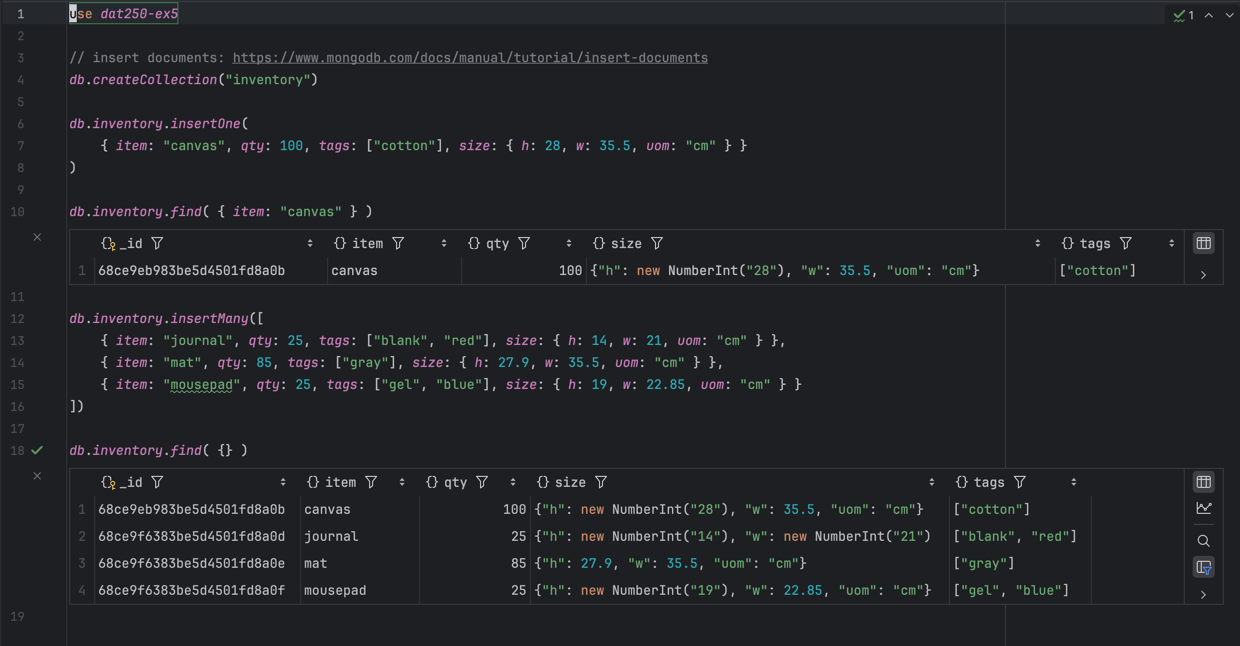 1 use dat250-ex5
✓ 1
2
3 // insert documents: https://www.mongodb.com/docs/manual/tutorial/insert-documents
4 db.createCollection("inventory")
5
6 db.inventory.insertOne(
7 { item: "canvas", qty: 100, tags: ["cotton"], size: { h: 28, w: 35.5, uom: "cm" } }
8 )
9
10 db.inventory.find( { item: "canvas" } )
_id item qty size tags
1 68ce9eb983be5d4501fd8a0b canvas 100 {"h": new NumberInt("28"), "w": 35.5, "uom": "cm"} ["cotton"]
11
12 db.inventory.insertMany([
13 { item: "journal", qty: 25, tags: ["blank", "red"], size: { h: 14, w: 21, uom: "cm" } },
14 { item: "mat", qty: 85, tags: ["gray"], size: { h: 27.9, w: 35.5, uom: "cm" } },
15 { item: "mousepad", qty: 25, tags: ["gel", "blue"], size: { h: 19, w: 22.85, uom: "cm" } }
16 ])
17
18 db.inventory.find( {} )
_id item qty size tags
1 68ce9eb983be5d4501fd8a0b canvas 100 {"h": new NumberInt("28"), "w": 35.5, "uom": "cm"} ["cotton"]
2 68ce9f6383be5d4501fd8a0d journal 25 {"h": new NumberInt("14"), "w": new NumberInt("21") ["blank", "red"]
3 68ce9f6383be5d4501fd8a0e mat 85 {"h": 27.9, "w": 35.5, "uom": "cm"} ["gray"]
4 68ce9f6383be5d4501fd8a0f mousepad 25 {"h": new NumberInt("19"), "w": 22.85, "uom": "cm"} ["gel", "blue"]
19